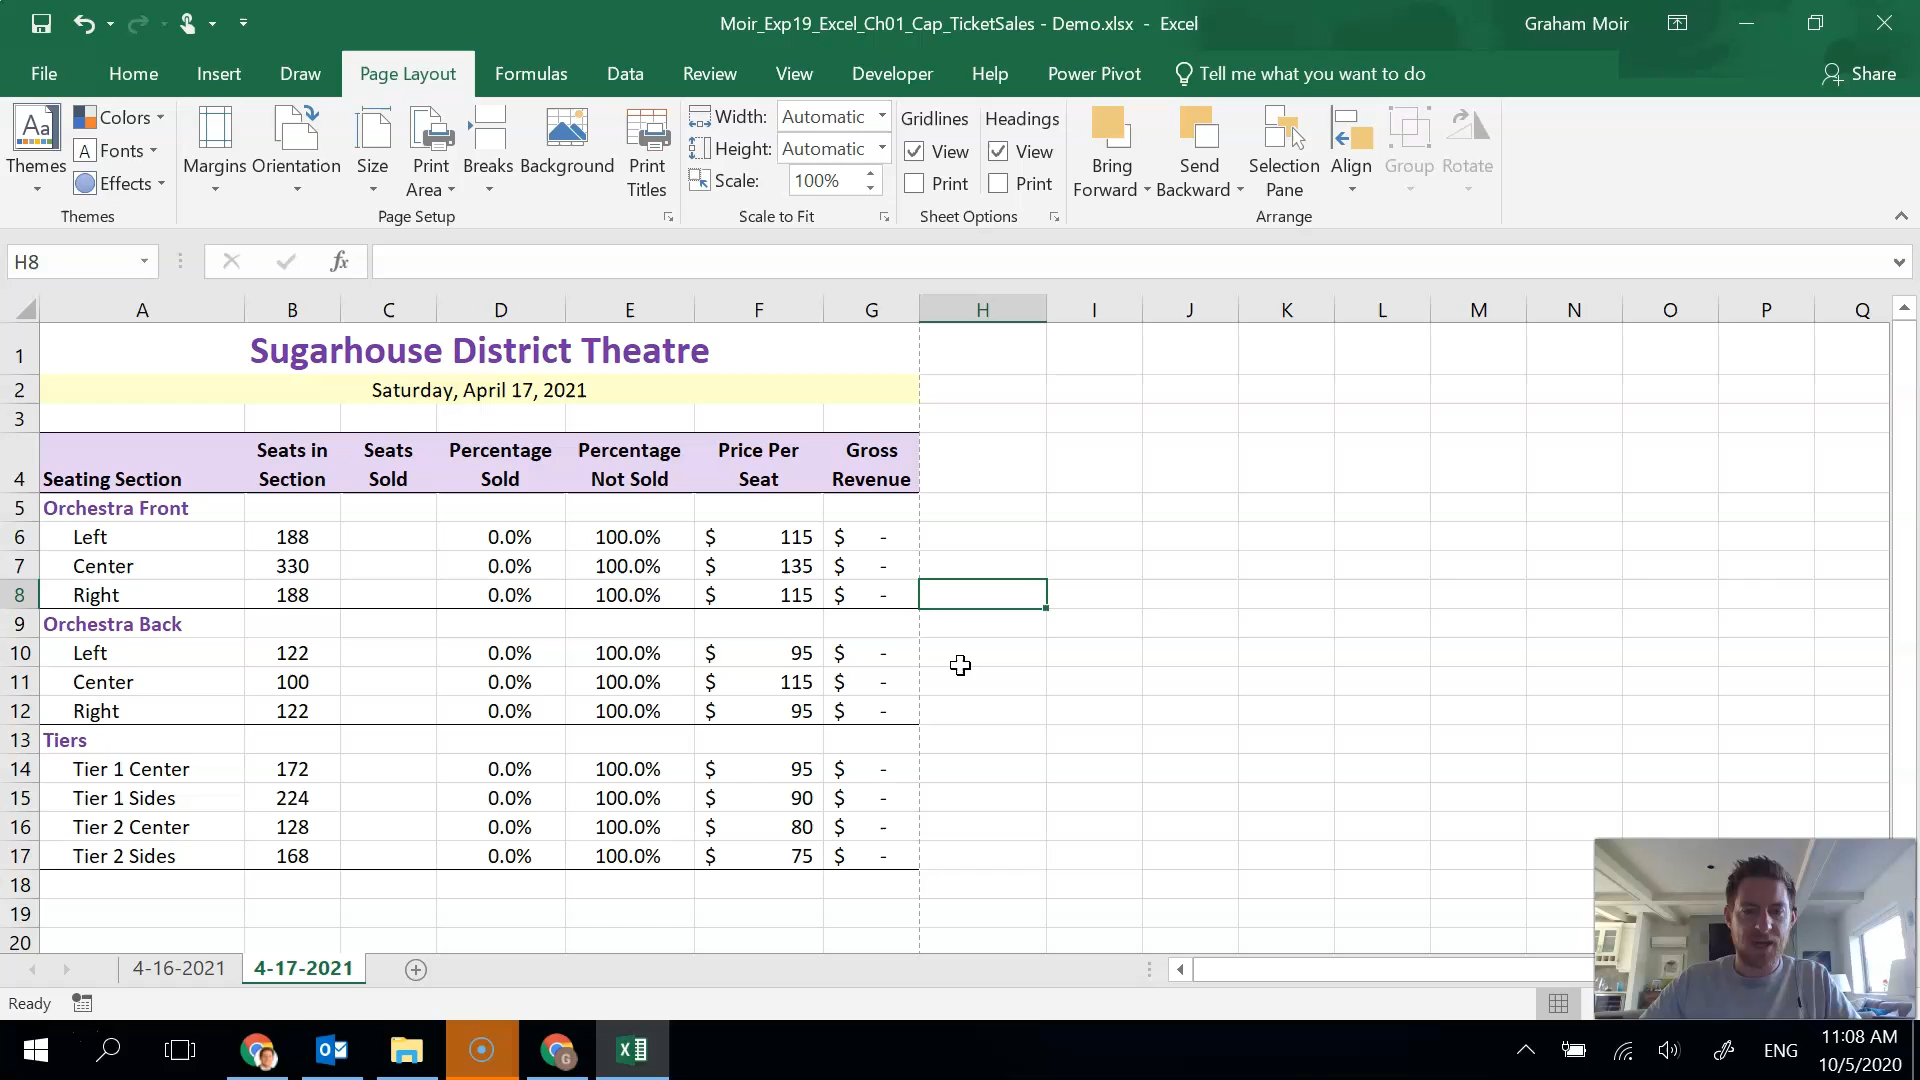 Moir_Exp19_Excel_Ch01_Cap_TicketSales - Demo.xlsx - Excel
Graham Moir
File Home Insert Draw Page Layout Formulas Data Review View Developer Help Power Pivot Tell me what you want to do Share
Aa
Themes
Colors
A Fonts
Effects
Themes
Margins Orientation Size Print Area Breaks Background Print Titles
Page Setup
Width: Automatic
Height: Automatic
Scale: 100%
Scale to Fit
Gridlines Headings
View View
Print Print
Sheet Options
Bring Forward Send Backward Selection Pane Align Group Rotate
Arrange
H8 fx
A B C D E F G H I J K L M N O P Q
1 Sugarhouse District Theatre
2 Saturday, April 17, 2021
3
4 Seating Section Seats in Section Seats Sold Percentage Sold Percentage Not Sold Price Per Seat Gross Revenue
5 Orchestra Front
6 Left 188 0.0% 100.0% $ 115 $ -
7 Center 330 0.0% 100.0% $ 135 $ -
8 Right 188 0.0% 100.0% $ 115 $ -
9 Orchestra Back
10 Left 122 0.0% 100.0% $ 95 $ -
11 Center 100 0.0% 100.0% $ 115 $ -
12 Right 122 0.0% 100.0% $ 95 $ -
13 Tiers
14 Tier 1 Center 172 0.0% 100.0% $ 95 $ -
15 Tier 1 Sides 224 0.0% 100.0% $ 90 $ -
16 Tier 2 Center 128 0.0% 100.0% $ 80 $ -
17 Tier 2 Sides 168 0.0% 100.0% $ 75 $ -
18
19
20
4-16-2021 4-17-2021
Ready
G
ENG
11:08 AM
10/5/2020